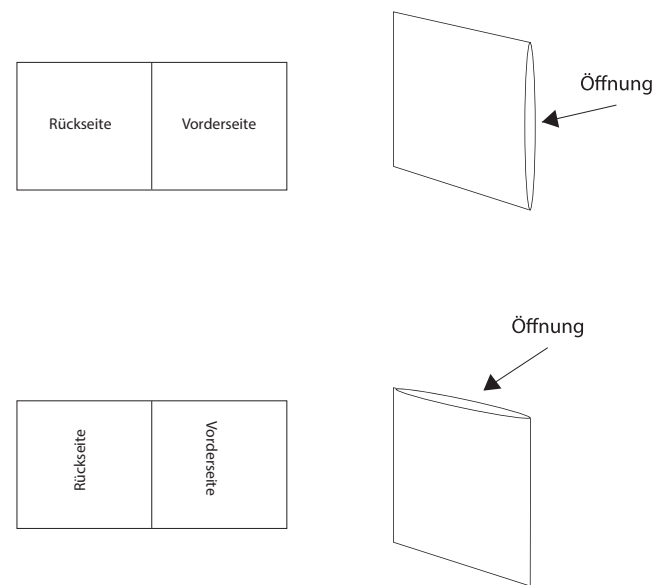 Rückseite
Vorderseite
Öffnung
Öffnung
Rückseite
Vorderseite